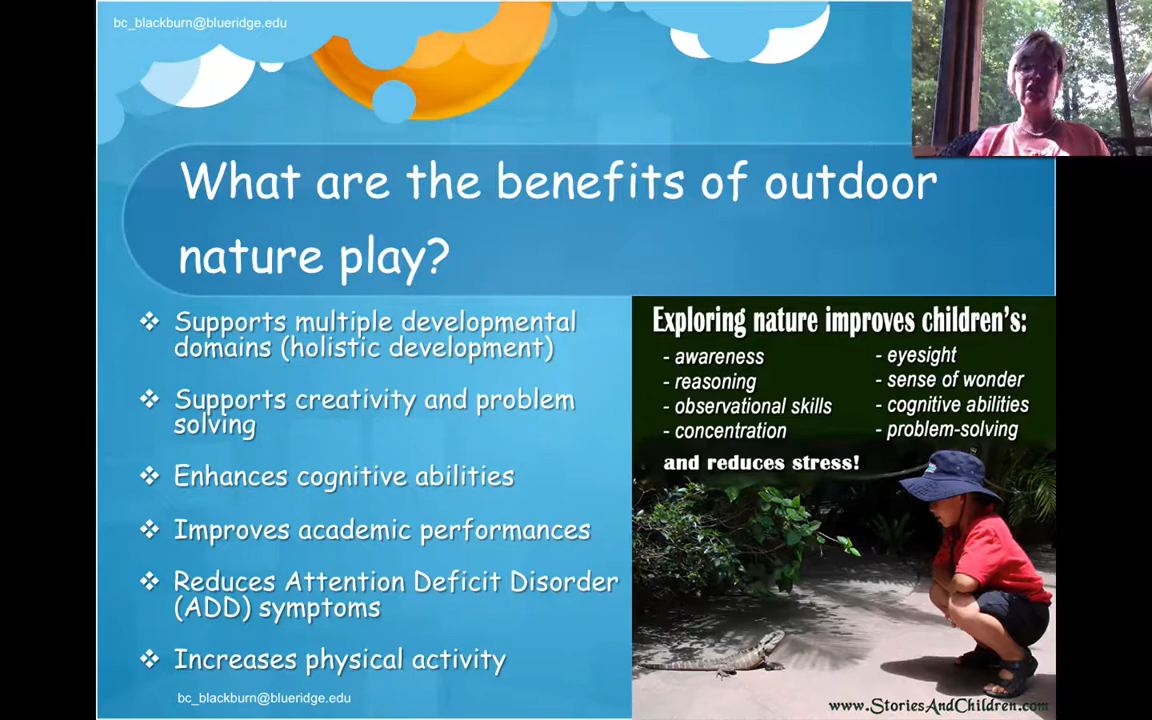 bc_blackburn@blueridge.edu
What are the benefits of outdoor
nature play?
❖ Supports multiple developmental
domains (holistic development)
❖ Supports creativity and problem
solving
❖ Enhances cognitive abilities
❖ Improves academic performances
❖ Reduces Attention Deficit Disorder
(ADD) symptoms
❖ Increases physical activity
bc_blackburn@blueridge.edu
Exploring nature improves children's:
- awareness
- reasoning
- observational skills
- concentration
- eyesight
- sense of wonder
- cognitive abilities
- problem-solving
and reduces stress!
www.StoriesAndChildren.com